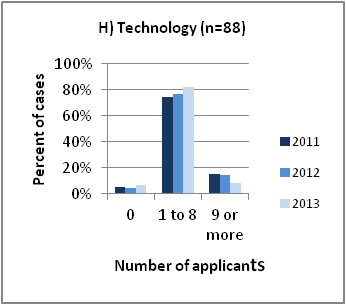 H) Technology (n=88)
Percent of cases
100%
80%
60%
40%
20%
0%
0
1 to 8
9 or
more
Number of applicants
2011
2012
2013